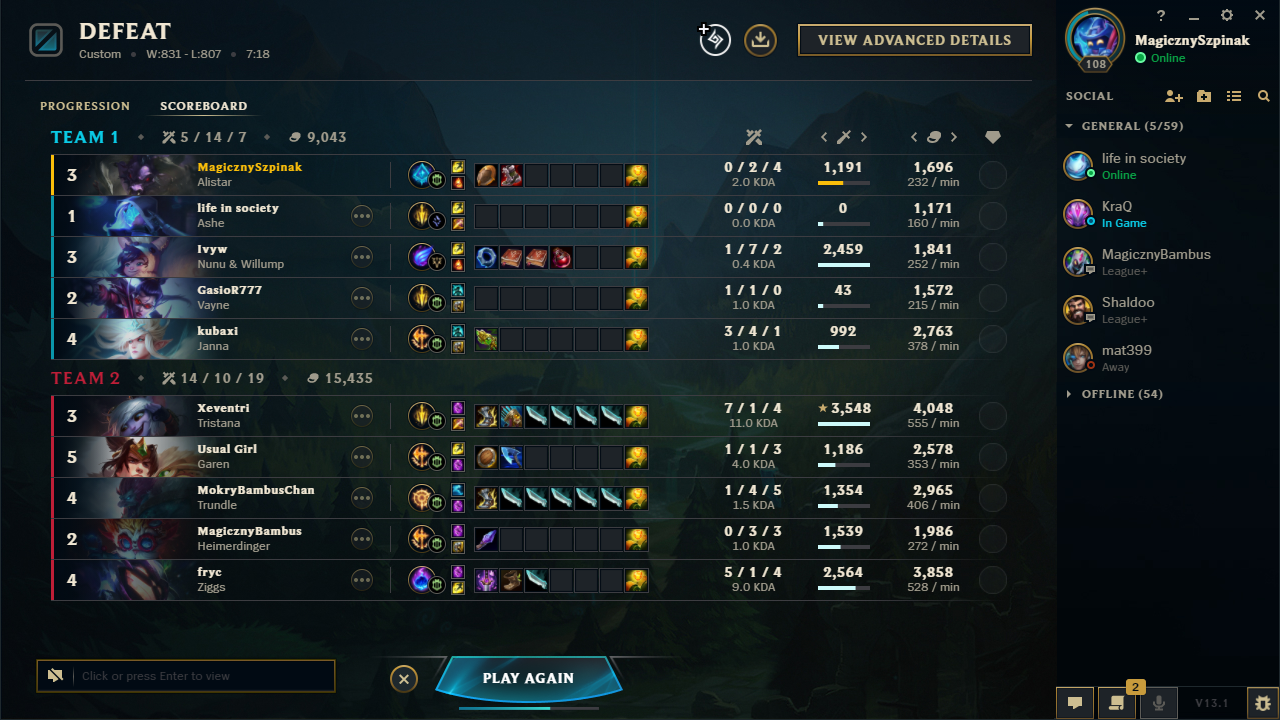 DEFEAT
Custom • W:831 - L:807 • 7:18
VIEW ADVANCED DETAILS
PROGRESSION SCOREBOARD
TEAM 1 5 / 14 / 7 9,043
3 MagicznySzpinak 0 / 2 / 4 1,191 1,696
Alistar 2.0 KDA 232 / min
1 life in society 0 / 0 / 0 0 1,171
Ashe 0.0 KDA 160 / min
3 Ivyw 1 / 7 / 2 2,459 1,841
Nunu & Willump 0.4 KDA 252 / min
2 GasioR777 1 / 1 / 0 43 1,572
Vayne 1.0 KDA 215 / min
4 kubaxi 3 / 4 / 1 992 2,763
Janna 1.0 KDA 378 / min
TEAM 2 14 / 10 / 19 15,435
3 Xeventri 7 / 1 / 4 3,548 4,048
Tristana 11.0 KDA 555 / min
5 Usual Girl 1 / 1 / 3 1,186 2,578
Garen 4.0 KDA 353 / min
4 MokryBambusChan 1 / 4 / 5 1,354 2,965
Trundle 1.5 KDA 406 / min
2 MagicznyBambus 0 / 3 / 3 1,539 1,986
Heimerdinger 1.0 KDA 272 / min
4 fryc 5 / 1 / 4 2,564 3,858
Ziggs 9.0 KDA 528 / min
Click or press Enter to view
PLAY AGAIN
?
MagicznySzpinak
Online
108
SOCIAL
GENERAL (5/59)
life in society
Online
KraQ
In Game
MagicznyBambus
League+
Shaldoo
League+
mat399
Away
OFFLINE (54)
2
V13.1